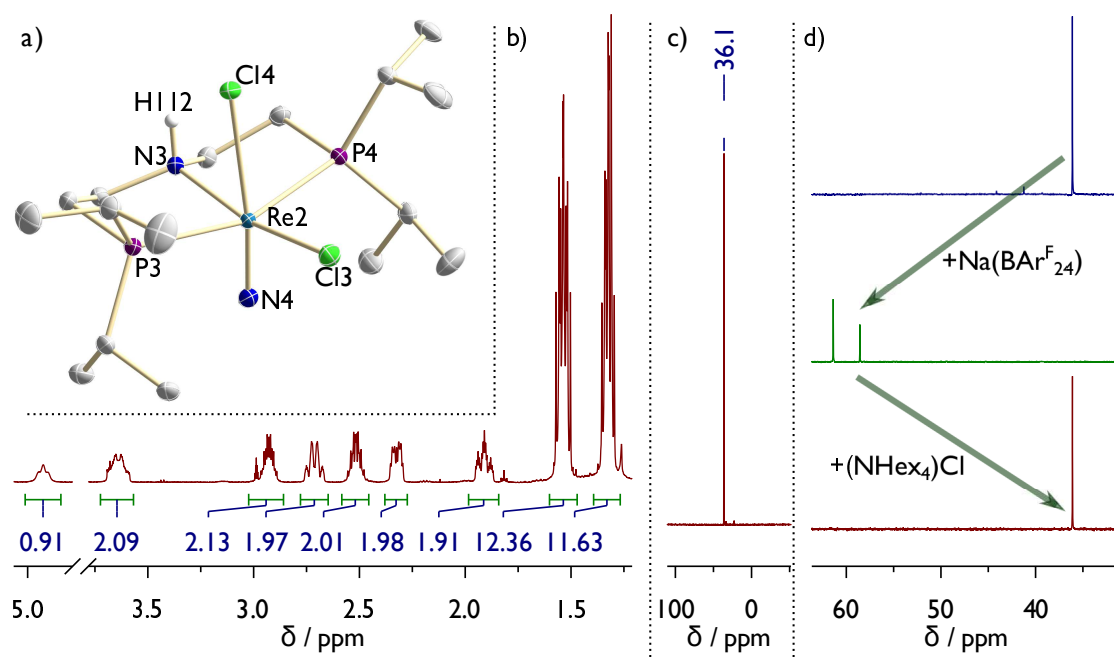 a)
Cl4
H112
N3
P4
Re2
P3
Cl3
N4
b)
0.91 2.09 2.13 1.97 2.01 1.98 1.91 12.36 11.63
5.0 3.5 3.0 2.5 2.0 1.5
δ / ppm
c)
36.1
100 0
δ / ppm
d)
+Na(BArF24)
+(NHex4)Cl
60 50 40
δ / ppm